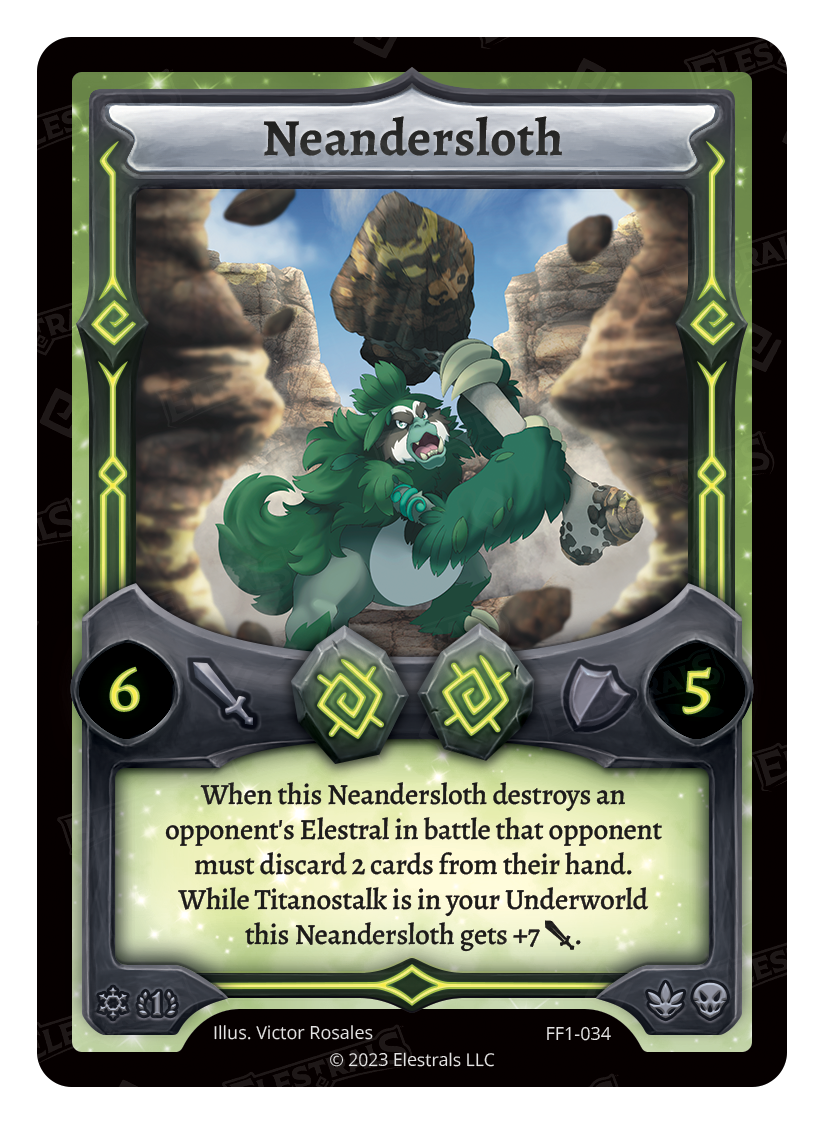 Neandersloth
6
5
When this Neandersloth destroys an
opponent's Elestral in battle that opponent
must discard 2 cards from their hand.
While Titanostalk is in your Underworld
this Neandersloth gets +7 .
1
Illus. Victor Rosales
FF1-034
© 2023 Elestrals LLC